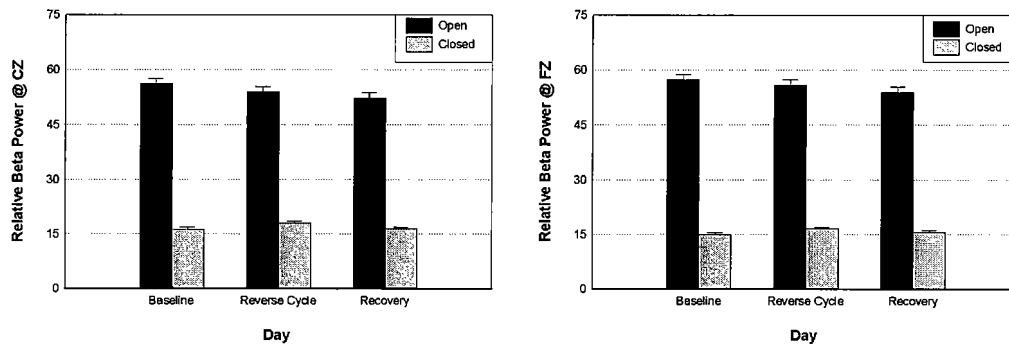 Relative Beta Power @ CZ
75
60
45
30
15
0
Open
Closed
Baseline
Reverse Cycle
Recovery
Day
Relative Beta Power @ FZ
75
60
45
30
15
0
Open
Closed
Baseline
Reverse Cycle
Recovery
Day